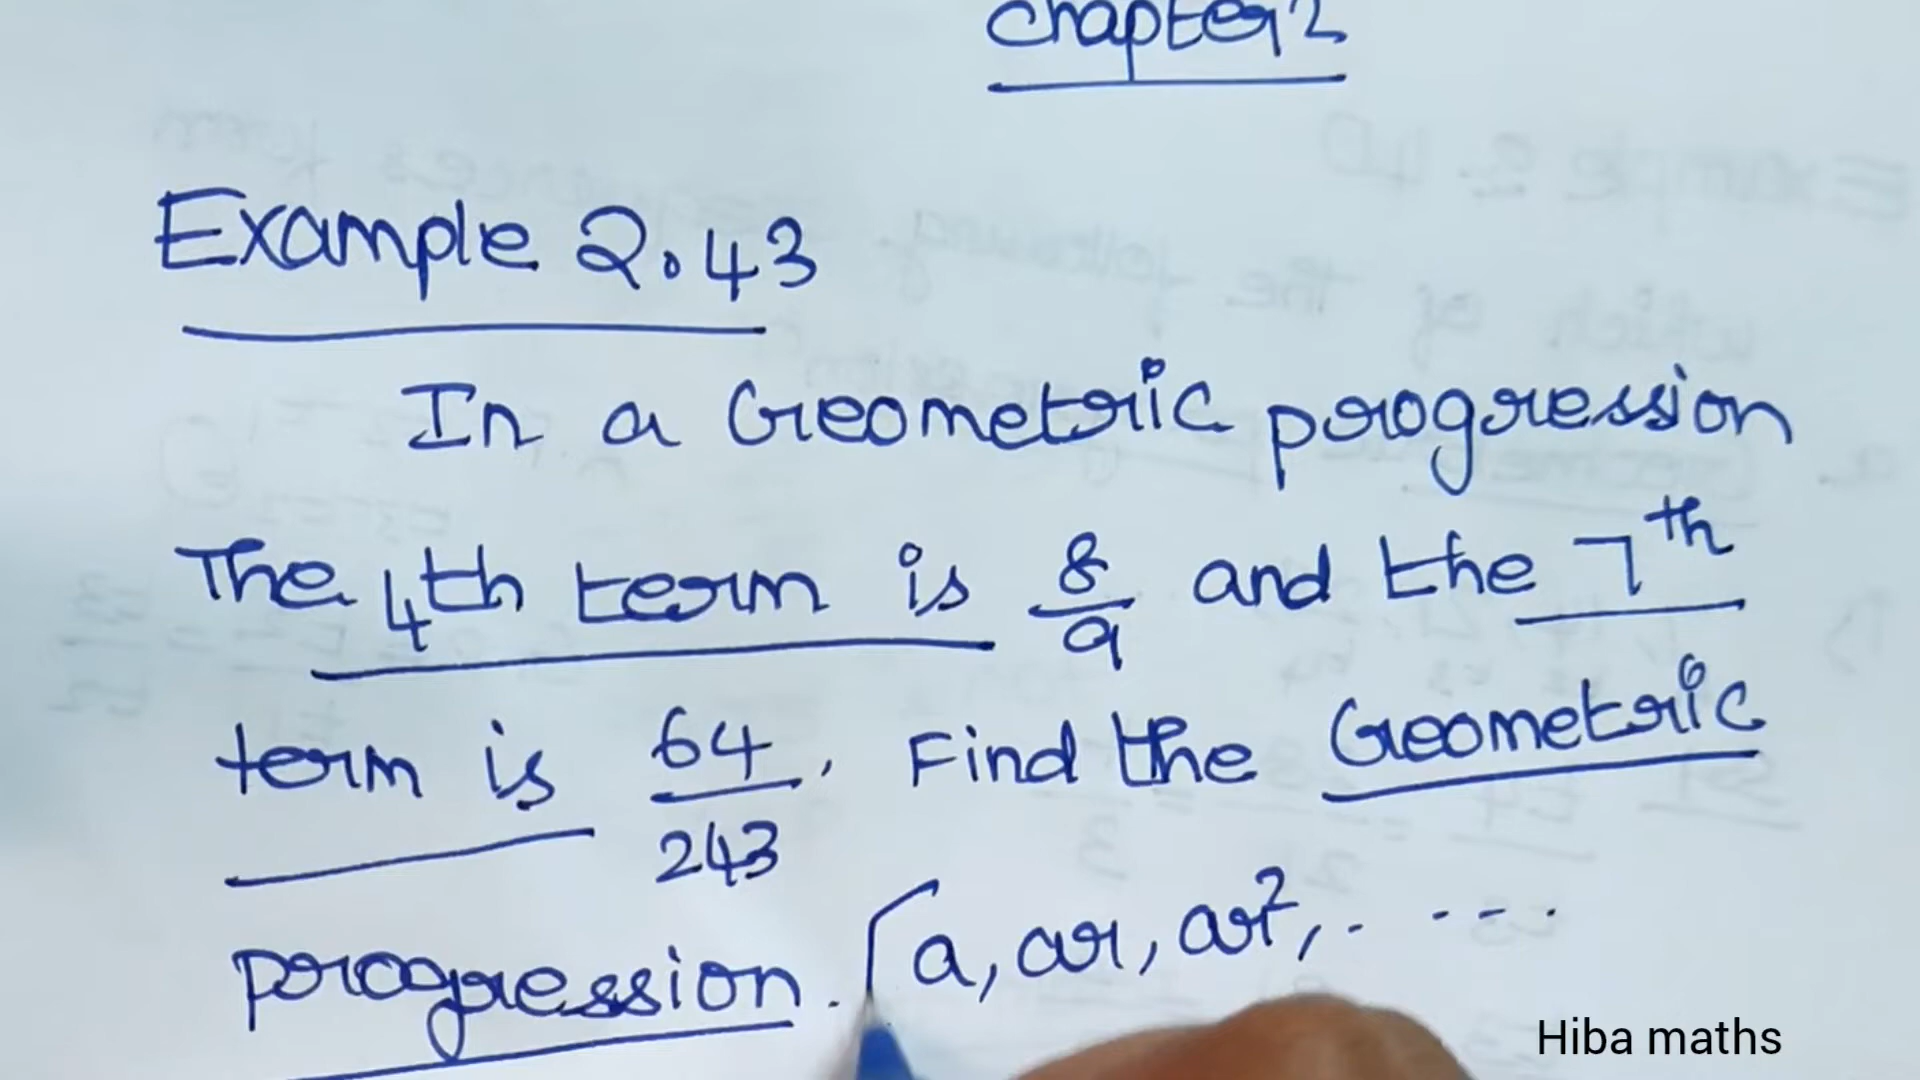 Chapter 2
Example 2.43
In a Geometric progression
The 4th term is 8/9 and the 7th
term is 64/243. Find the Geometric
progression. [a, ar, ar², . - - - .
Hiba maths